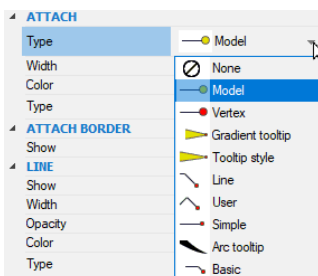 ATTACH
Type Model
Width None
Color Model
Type Vertex
ATTACH BORDER Gradient tooltip
Show Tooltip style
LINE Line
Show User
Width Simple
Opacity Arc tooltip
Color
Type Basic